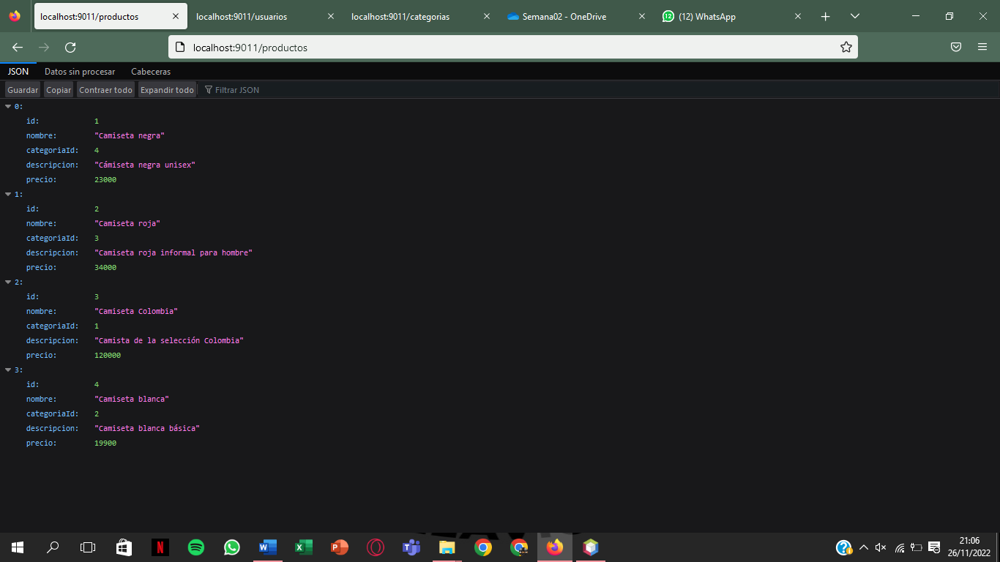 localhost:9011/productos
localhost:9011/usuarios
localhost:9011/categorias
Semana02 - OneDrive
12
(12) WhatsApp
localhost:9011/productos
JSON Datos sin procesar Cabeceras
Guardar Copiar Contraer todo Expandir todo Filtrar JSON
0:
id: 1
nombre: "Camiseta negra"
categoriaId: 4
descripcion: "Cámiseta negra unisex"
precio: 23000
1:
id: 2
nombre: "Camiseta roja"
categoriaId: 3
descripcion: "Camiseta roja informal para hombre"
precio: 34000
2:
id: 3
nombre: "Camiseta Colombia"
categoriaId: 1
descripcion: "Camista de la selección Colombia"
precio: 120000
3:
id: 4
nombre: "Camiseta blanca"
categoriaId: 2
descripcion: "Camiseta blanca básica"
precio: 19900
21:06
26/11/2022